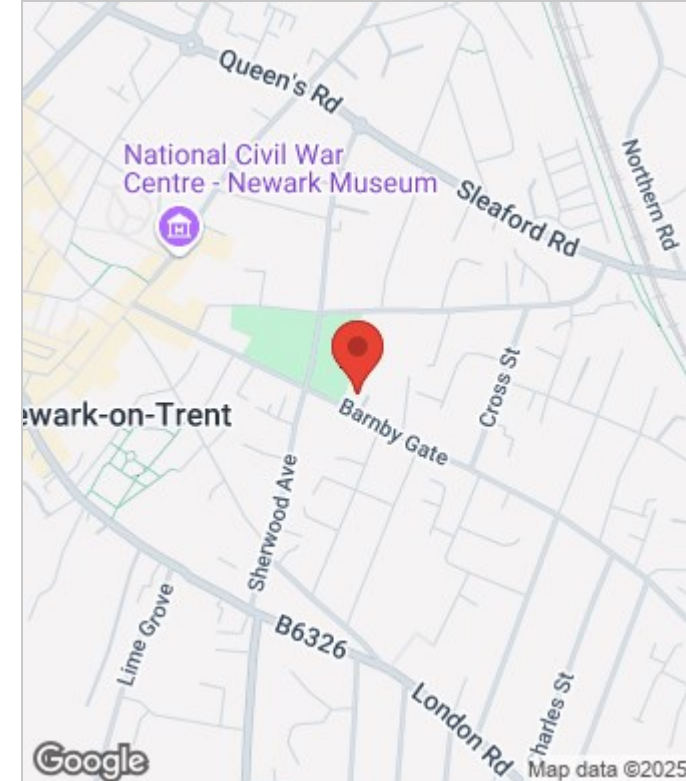 Queen's Rd
National Civil War
Centre - Newark Museum
Sleaford Rd
Northern Rd
Cross St
ewark-on-Trent
Barnby Gate
Sherwood Ave
Lime Grove
B6326
London Rd
harles St
Google
Map data ©2025